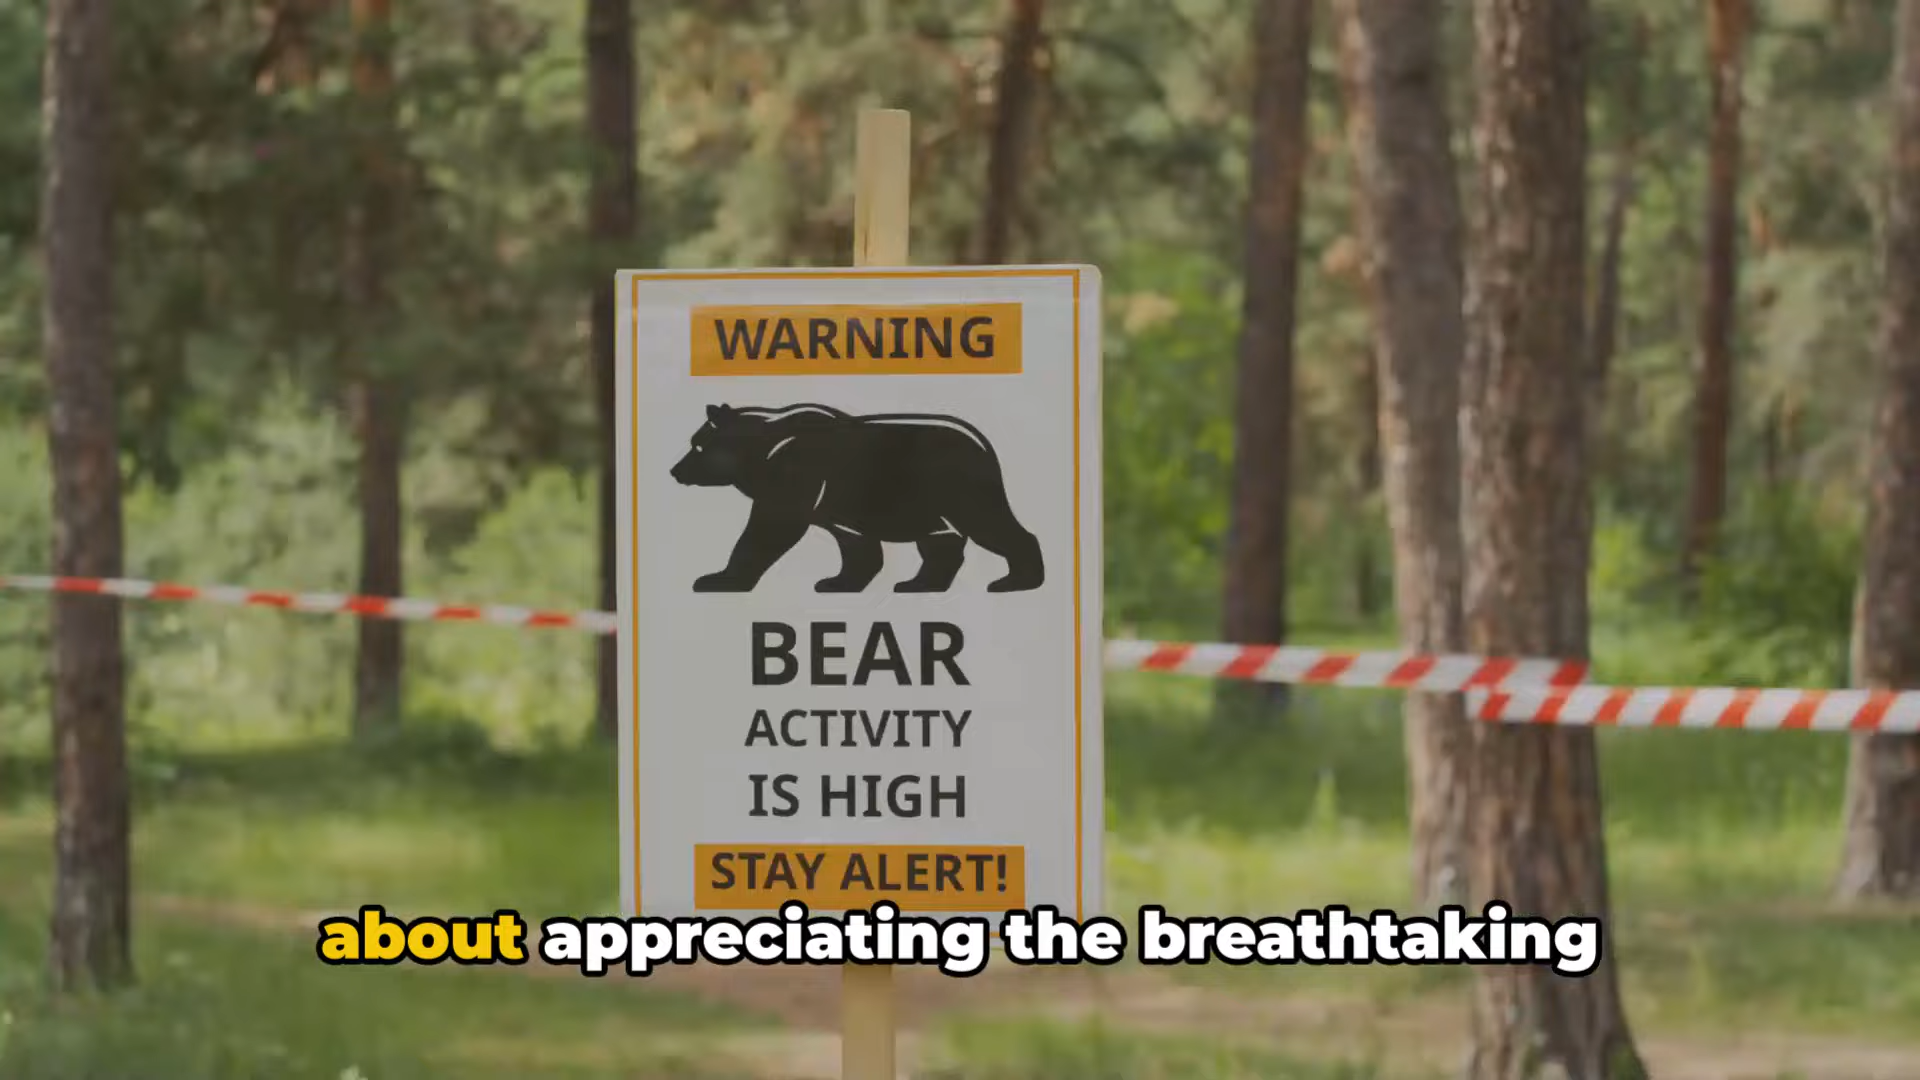 WARNING
BEAR
ACTIVITY
IS HIGH
STAY ALERT!
about appreciating the breathtaking